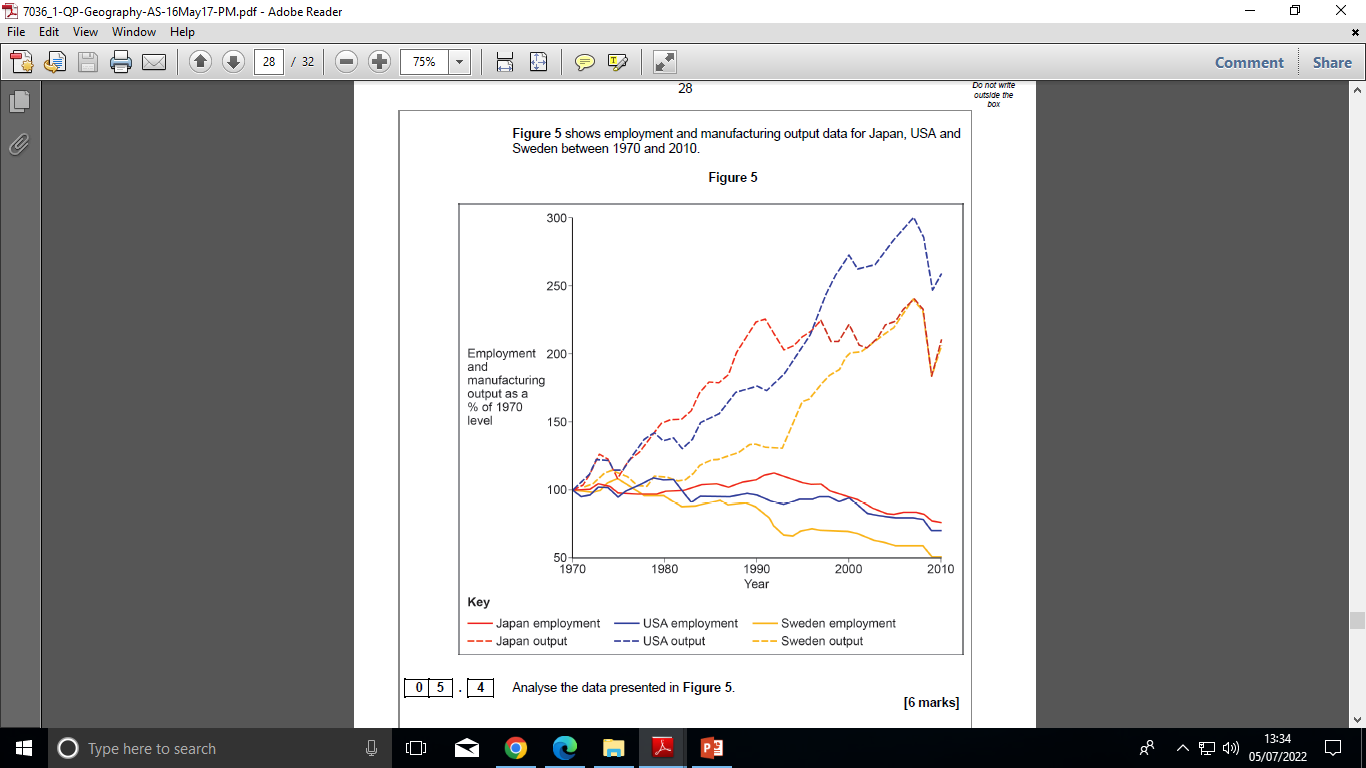 7036_1-QP-Geography-AS-16May17-PM.pdf - Adobe Reader
File Edit View Window Help
28 / 32 75% Comment Share
28
Do not write
outside the
box
Figure 5 shows employment and manufacturing output data for Japan, USA and
Sweden between 1970 and 2010.
Figure 5
300
250
Employment
and
manufacturing
output as a
% of 1970
level
200
150
100
50
1970 1980 1990 2000 2010
Year
Key
Japan employment USA employment Sweden employment
Japan output USA output Sweden output
0 5 . 4 Analyse the data presented in Figure 5.
[6 marks]
Type here to search
13:34
05/07/2022